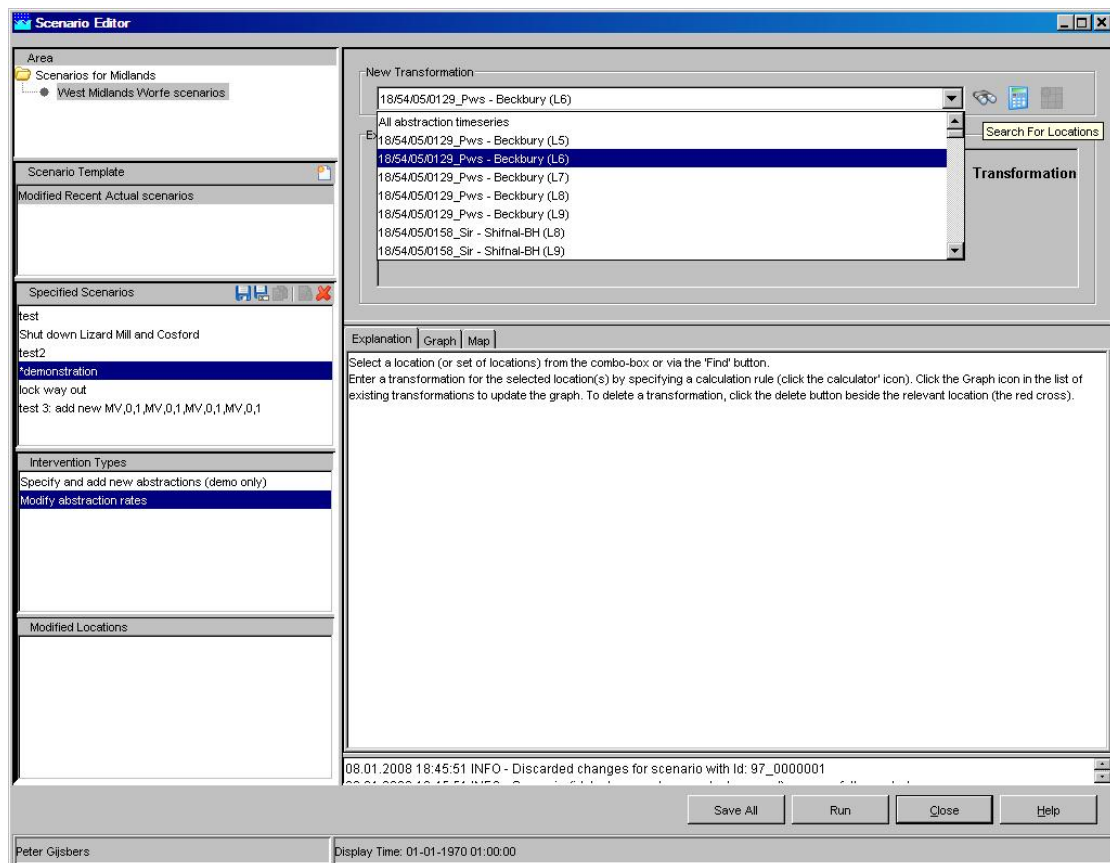 Scenario Editor
Area
Scenarios for Midlands
West Midlands Worfe scenarios
Scenario Template
Modified Recent Actual scenarios
Specified Scenarios
test
Shut down Lizard Mill and Cosford
test2
*demonstration
lock way out
test 3: add new MV,0,1,MV,0,1,MV,0,1,MV,0,1
Intervention Types
Specify and add new abstractions (demo only)
Modify abstraction rates
Modified Locations
New Transformation
18/54/05/0129_Pws - Beckbury (L6)
Search For Locations
Ex
All abstraction timeseries
18/54/05/0129_Pws - Beckbury (L5)
18/54/05/0129_Pws - Beckbury (L6)
18/54/05/0129_Pws - Beckbury (L7)
18/54/05/0129_Pws - Beckbury (L8)
18/54/05/0129_Pws - Beckbury (L9)
18/54/05/0158_Sir - Shifnal-BH (L8)
18/54/05/0158_Sir - Shifnal-BH (L9)
Transformation
Explanation Graph Map
Select a location (or set of locations) from the combo-box or via the 'Find' button.
Enter a transformation for the selected location(s) by specifying a calculation rule (click the calculator' icon). Click the Graph icon in the list of
existing transformations to update the graph. To delete a transformation, click the delete button beside the relevant location (the red cross).
08.01.2008 18:45:51 INFO - Discarded changes for scenario with Id: 97_0000001
Save All Run Close Help
Peter Gijsbers
Display Time: 01-01-1970 01:00:00